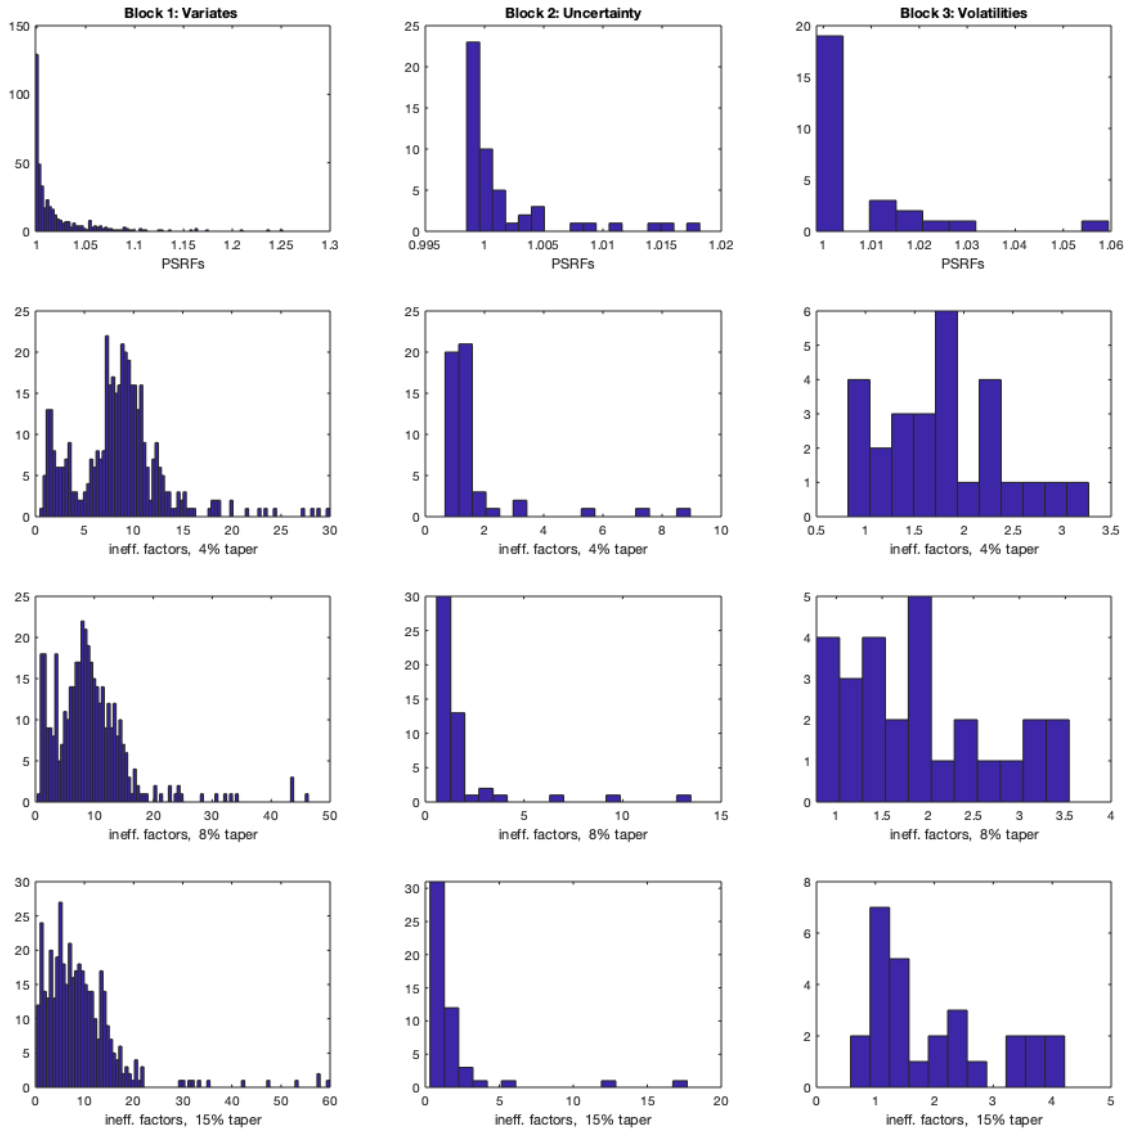 Block 1: Variates
150
100
50
0
1 1.05 1.1 1.15 1.2 1.25 1.3
PSRFs
Block 2: Uncertainty
25
20
15
10
5
0
0.995 1 1.005 1.01 1.015 1.02
PSRFs
Block 3: Volatilities
20
15
10
5
0
1 1.01 1.02 1.03 1.04 1.05 1.06
PSRFs
25
20
15
10
5
0
0 5 10 15 20 25 30
ineff. factors, 4% taper
25
20
15
10
5
0
0 2 4 6 8 10
ineff. factors, 4% taper
6
5
4
3
2
1
0
0.5 1 1.5 2 2.5 3 3.5
ineff. factors, 4% taper
25
20
15
10
5
0
0 10 20 30 40 50
ineff. factors, 8% taper
30
25
20
15
10
5
0
0 5 10 15
ineff. factors, 8% taper
5
4
3
2
1
0
1 1.5 2 2.5 3 3.5 4
ineff. factors, 8% taper
30
25
20
15
10
5
0
0 10 20 30 40 50 60
ineff. factors, 15% taper
30
25
20
15
10
5
0
0 5 10 15 20
ineff. factors, 15% taper
8
6
4
2
0
0 1 2 3 4 5
ineff. factors, 15% taper